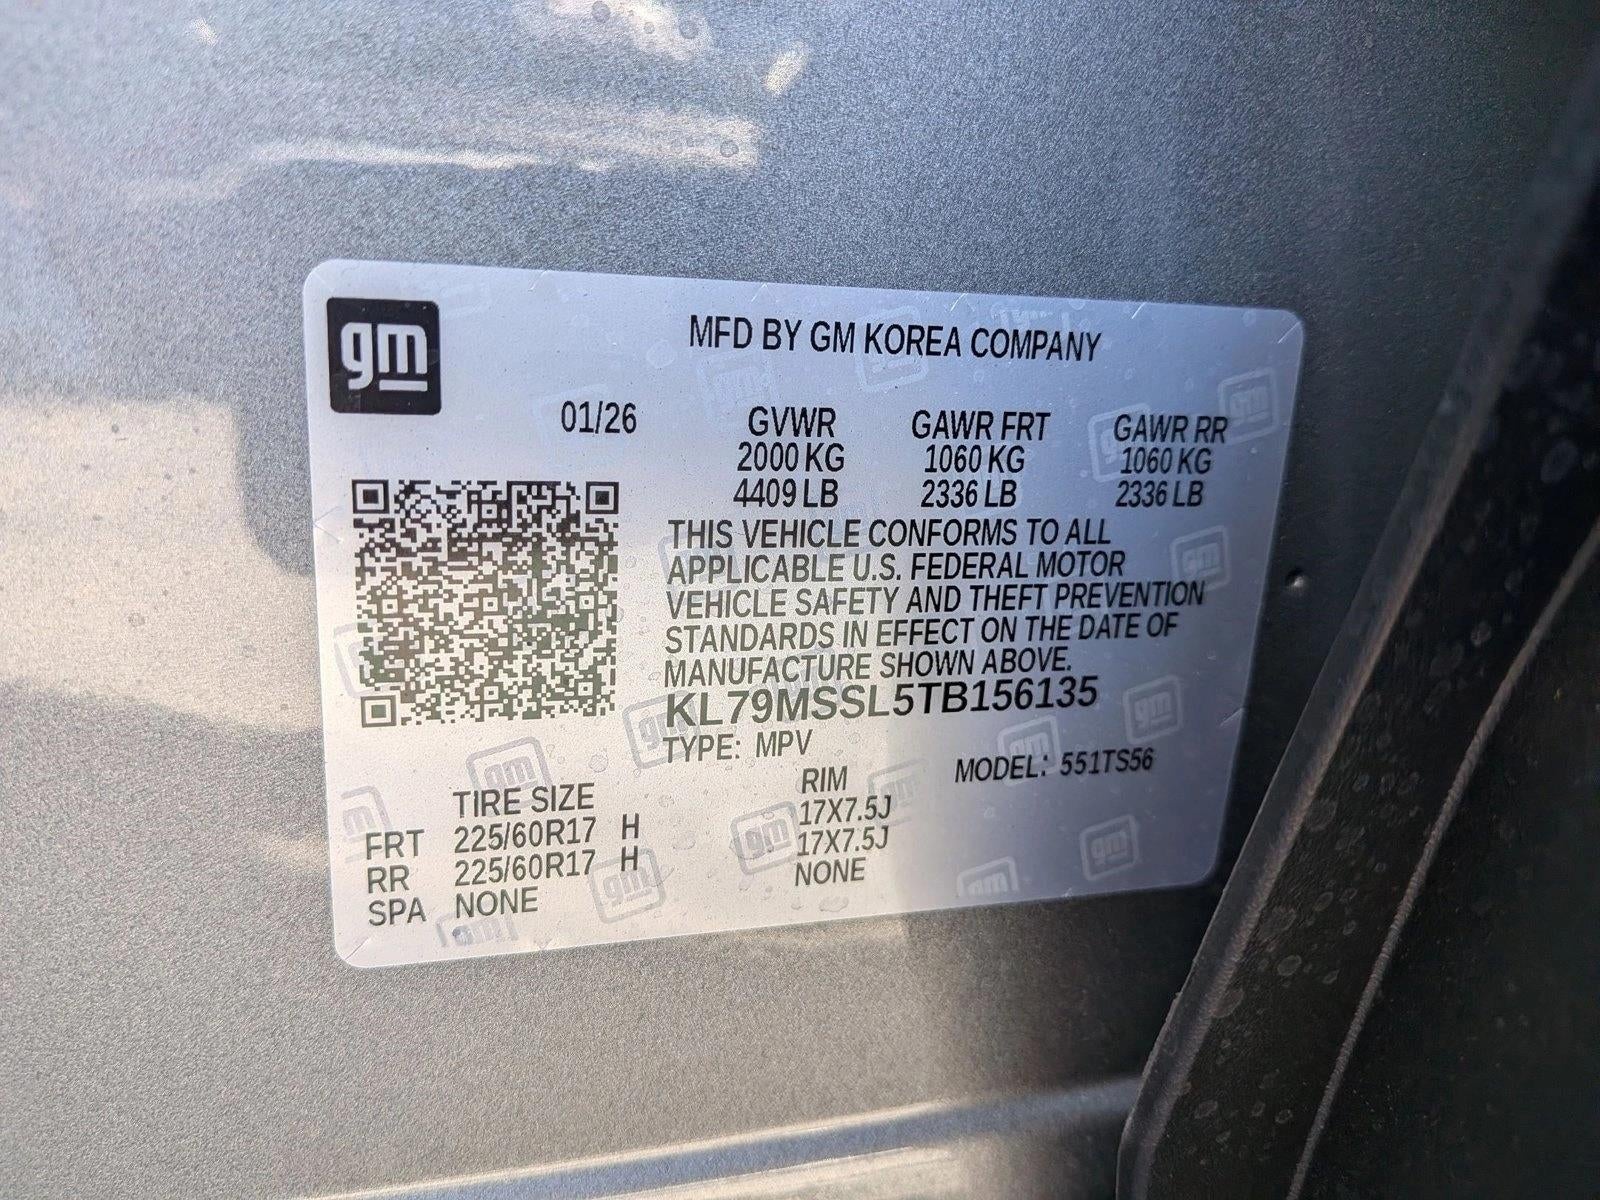 gm
MFD BY GM KOREA COMPANY
01/26 GVWR GAWR FRT GAWR RR
2000 KG 1060 KG 1060 KG
4409 LB 2336 LB 2336 LB
THIS VEHICLE CONFORMS TO ALL
APPLICABLE U.S. FEDERAL MOTOR
VEHICLE SAFETY AND THEFT PREVENTION
STANDARDS IN EFFECT ON THE DATE OF
MANUFACTURE SHOWN ABOVE.
KL79MSSL5TB156135
TYPE: MPV MODEL: 551TS56
TIRE SIZE RIM
FRT 225/60R17 H 17X7.5J
RR 225/60R17 H 17X7.5J
SPA NONE NONE